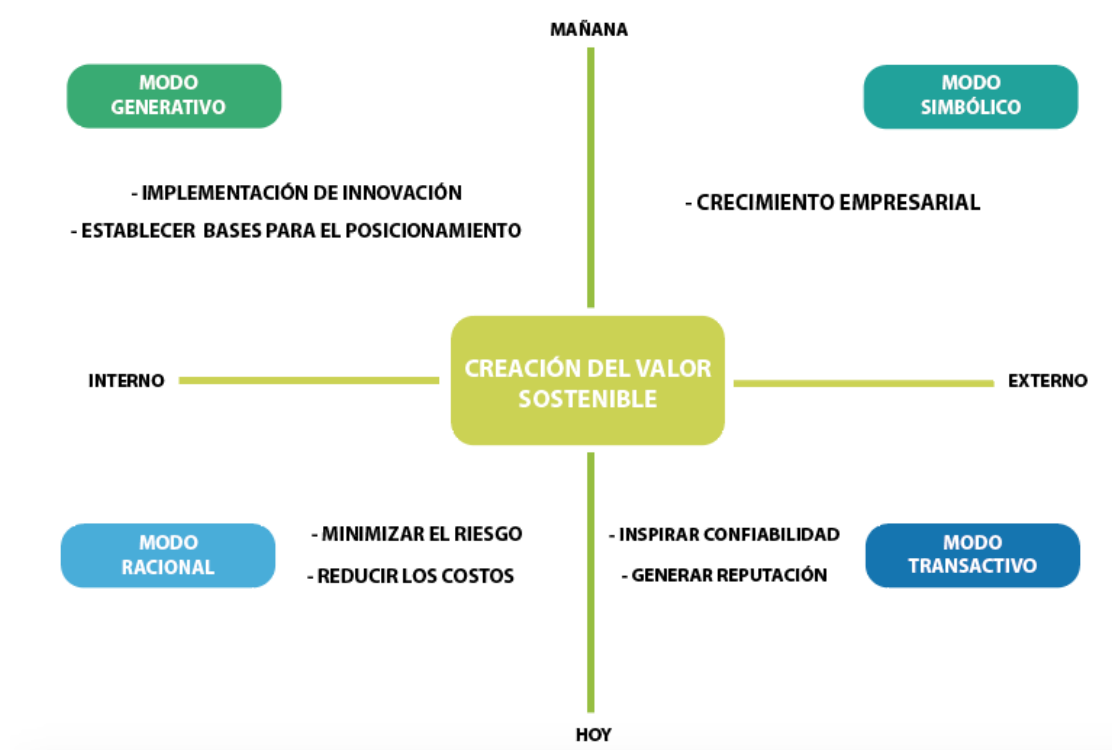 MAÑANA
MODO
GENERATIVO
MODO
SIMBÓLICO
- IMPLEMENTACIÓN DE INNOVACIÓN
- ESTABLECER BASES PARA EL POSICIONAMIENTO
- CRECIMIENTO EMPRESARIAL
INTERNO
CREACIÓN DEL VALOR
SOSTENIBLE
EXTERNO
MODO
RACIONAL
- MINIMIZAR EL RIESGO
- REDUCIR LOS COSTOS
- INSPIRAR CONFIABILIDAD
- GENERAR REPUTACIÓN
MODO
TRANSACTIVO
HOY